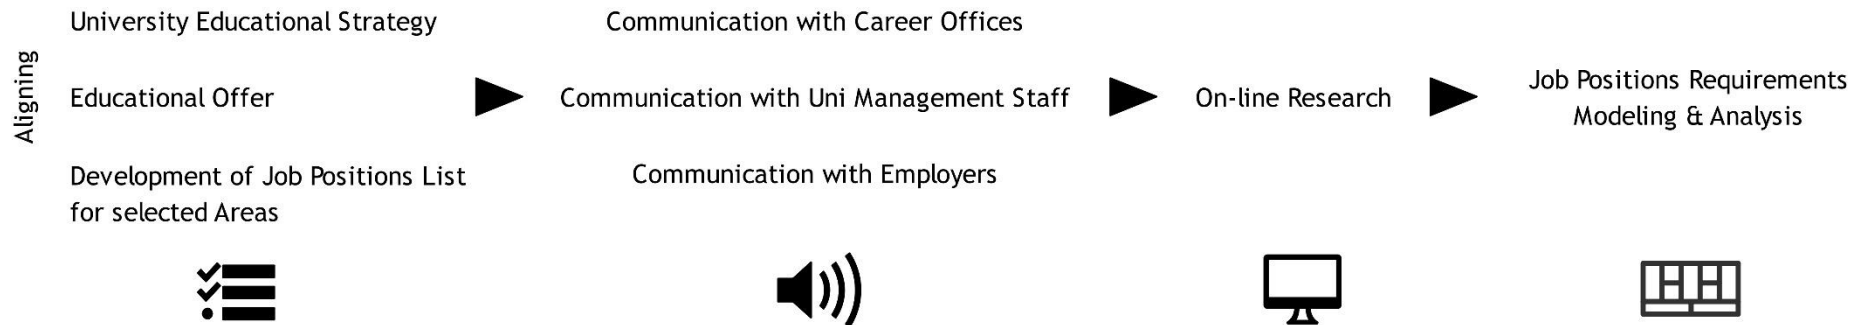 Aligning
University Educational Strategy
Educational Offer
Development of Job Positions List
for selected Areas
Communication with Career Offices
Communication with Uni Management Staff
Communication with Employers
On-line Research
Job Positions Requirements
Modeling & Analysis